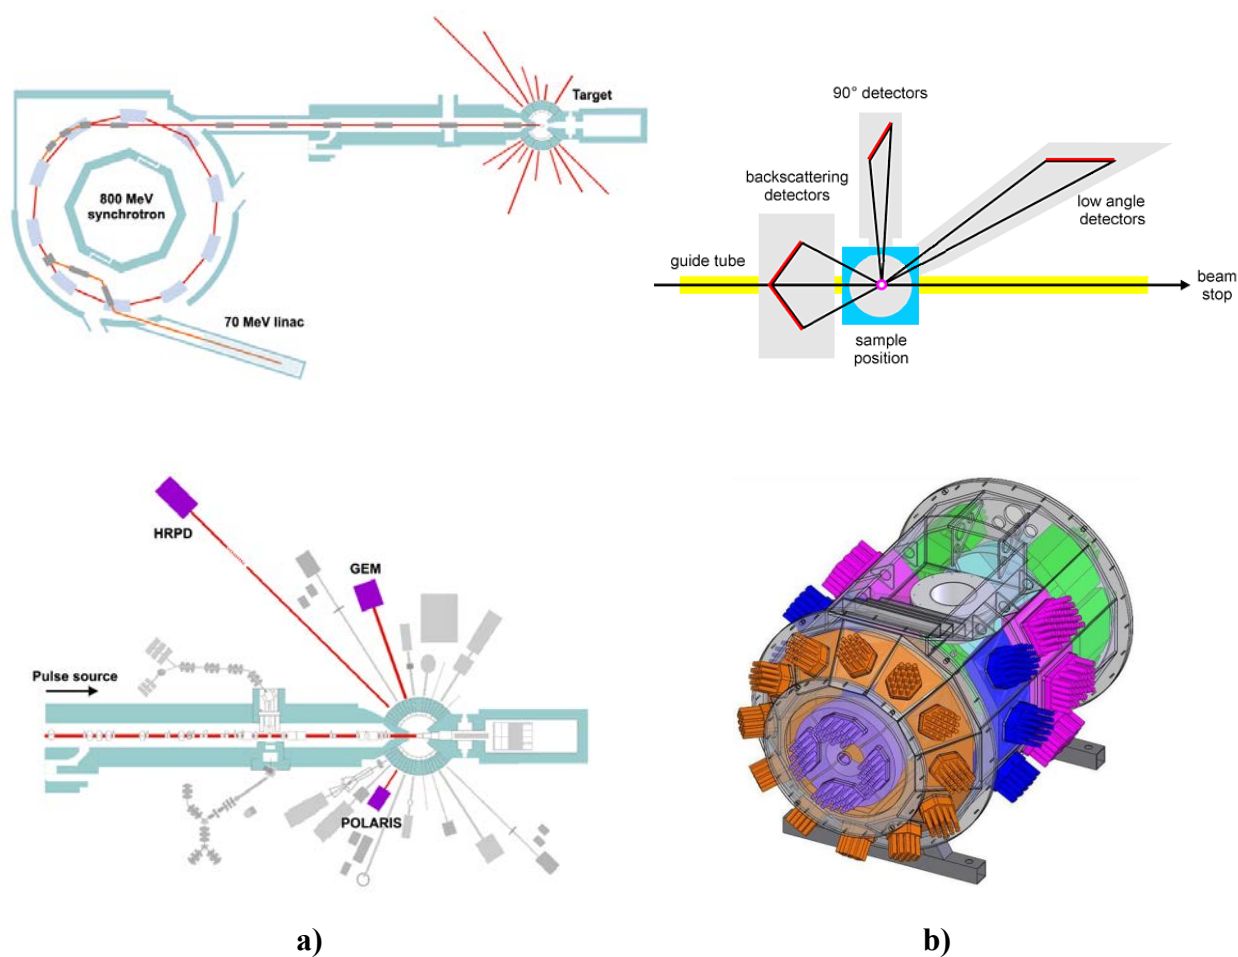 Target
800 MeV
synchrotron
70 MeV linac
90° detectors
backscattering
detectors
low angle
detectors
guide tube
beam
stop
sample
position
HRPD
GEM
Pulse source
POLARIS
a)
b)